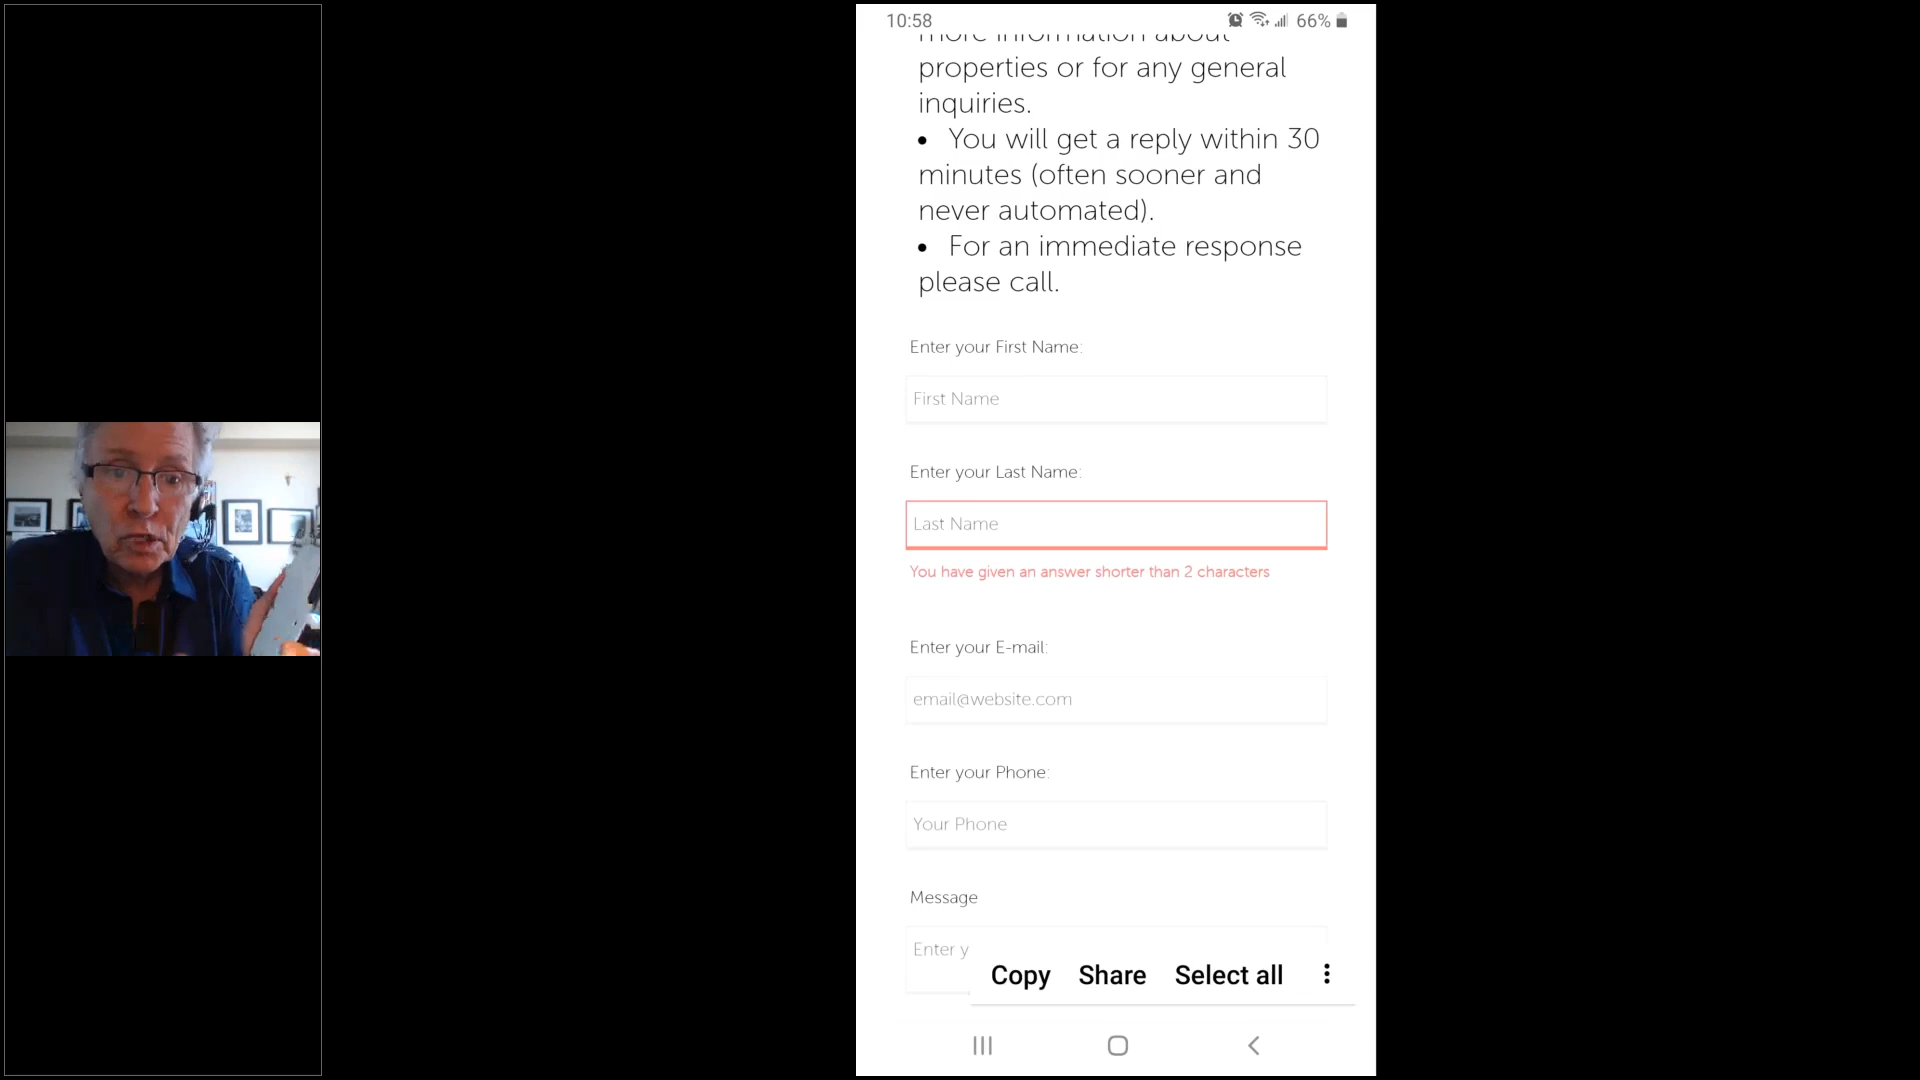 10:58
66%
more information about
properties or for any general
inquiries.
• You will get a reply within 30
minutes (often sooner and
never automated).
• For an immediate response
please call.
Enter your First Name:
First Name
Enter your Last Name:
Last Name
You have given an answer shorter than 2 characters
Enter your E-mail:
email@website.com
Enter your Phone:
Your Phone
Message
Enter y
Copy Share Select all